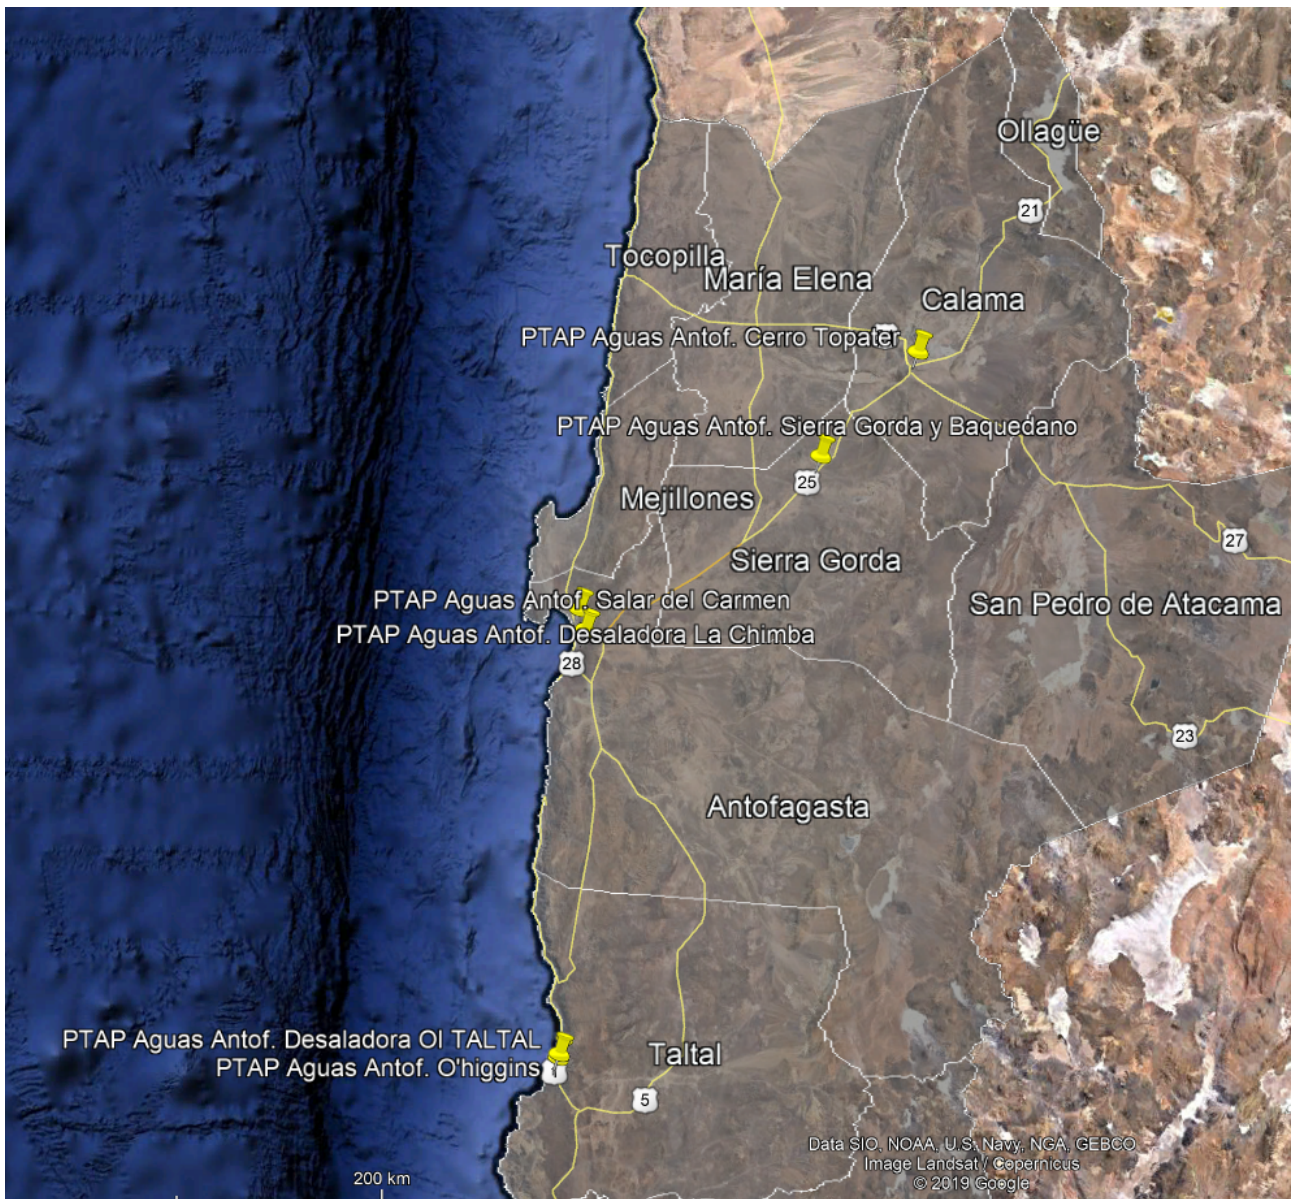 Ollagüe
21
Tocopilla
María Elena
Calama
PTAP Aguas Antof. Cerro Topater
PTAP Aguas Antof. Sierra Gorda y Baquedano
25
Mejillones
27
Sierra Gorda
PTAP Aguas Antof. Salar del Carmen
San Pedro de Atacama
PTAP Aguas Antof. Desaladora La Chimba
28
23
Antofagasta
PTAP Aguas Antof. Desaladora OI TALTAL
Taltal
PTAP Aguas Antof. O'higgins
1
5
Data SIO, NOAA, U.S. Navy, NGA, GEBCO
Image Landsat / Copernicus
© 2019 Google
200 km